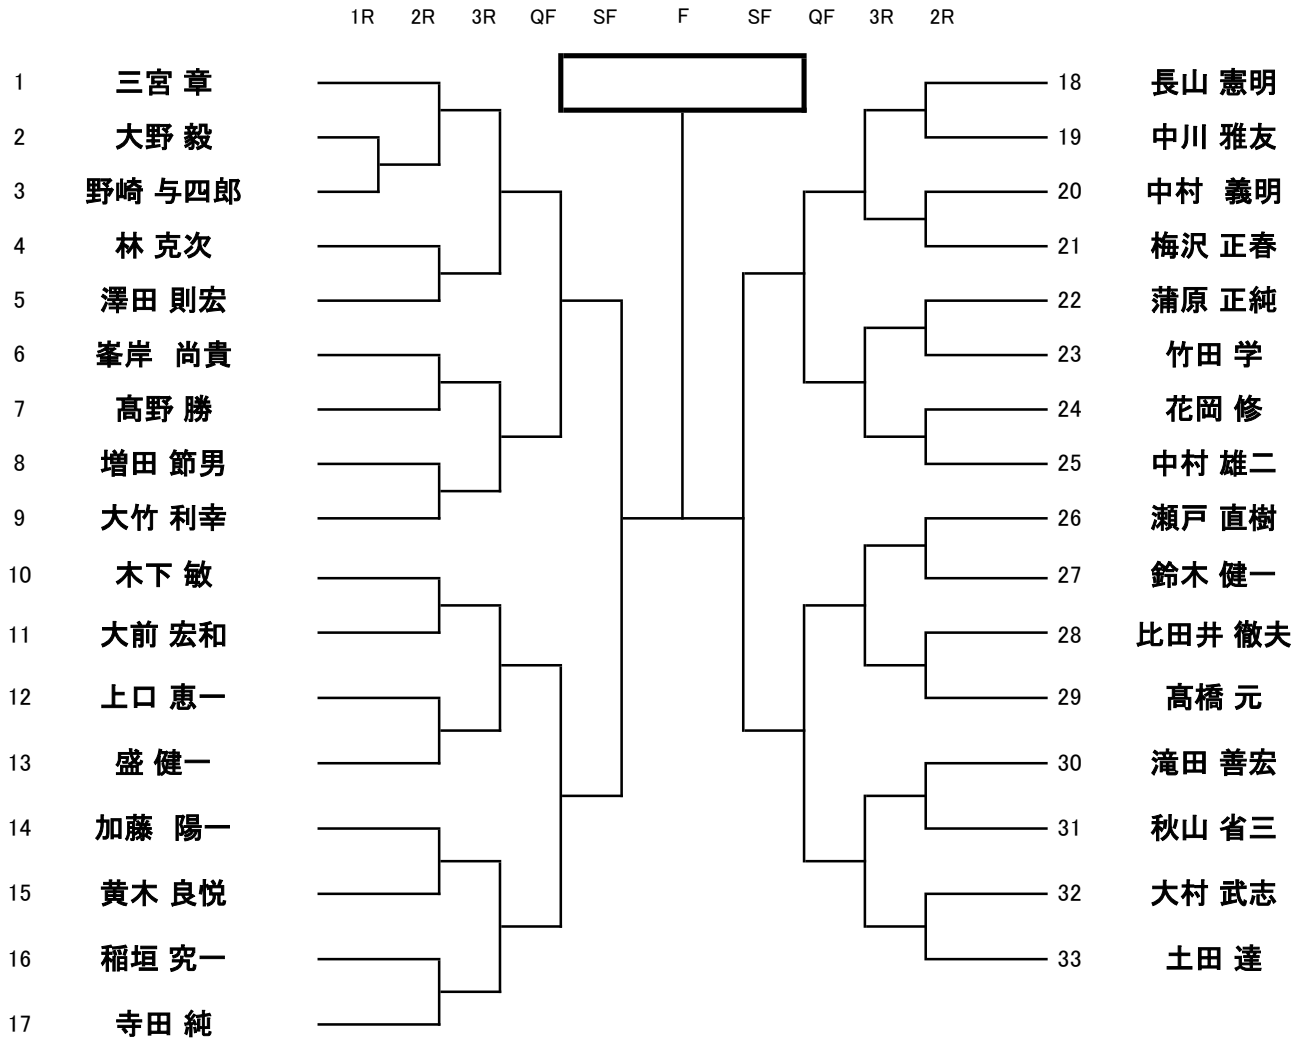 1R 2R 3R QF SF F SF QF 3R 2R
1 三宮 章 18 長山 憲明
2 大野 毅 19 中川 雅友
3 野崎 与四郎 20 中村　義明
4 林 克次 21 梅沢 正春
5 澤田 則宏 22 蒲原 正純
6 峯岸　尚貴 23 竹田 学
7 髙野 勝 24 花岡 修
8 増田 節男 25 中村 雄二
9 大竹 利幸 26 瀬戸 直樹
10 木下 敏 27 鈴木 健一
11 大前 宏和 28 比田井 徹夫
12 上口 恵一 29 髙橋 元
13 盛 健一 30 滝田 善宏
14 加藤　陽一 31 秋山 省三
15 黄木 良悦 32 大村 武志
16 稲垣 究一 33 土田 達
17 寺田 純